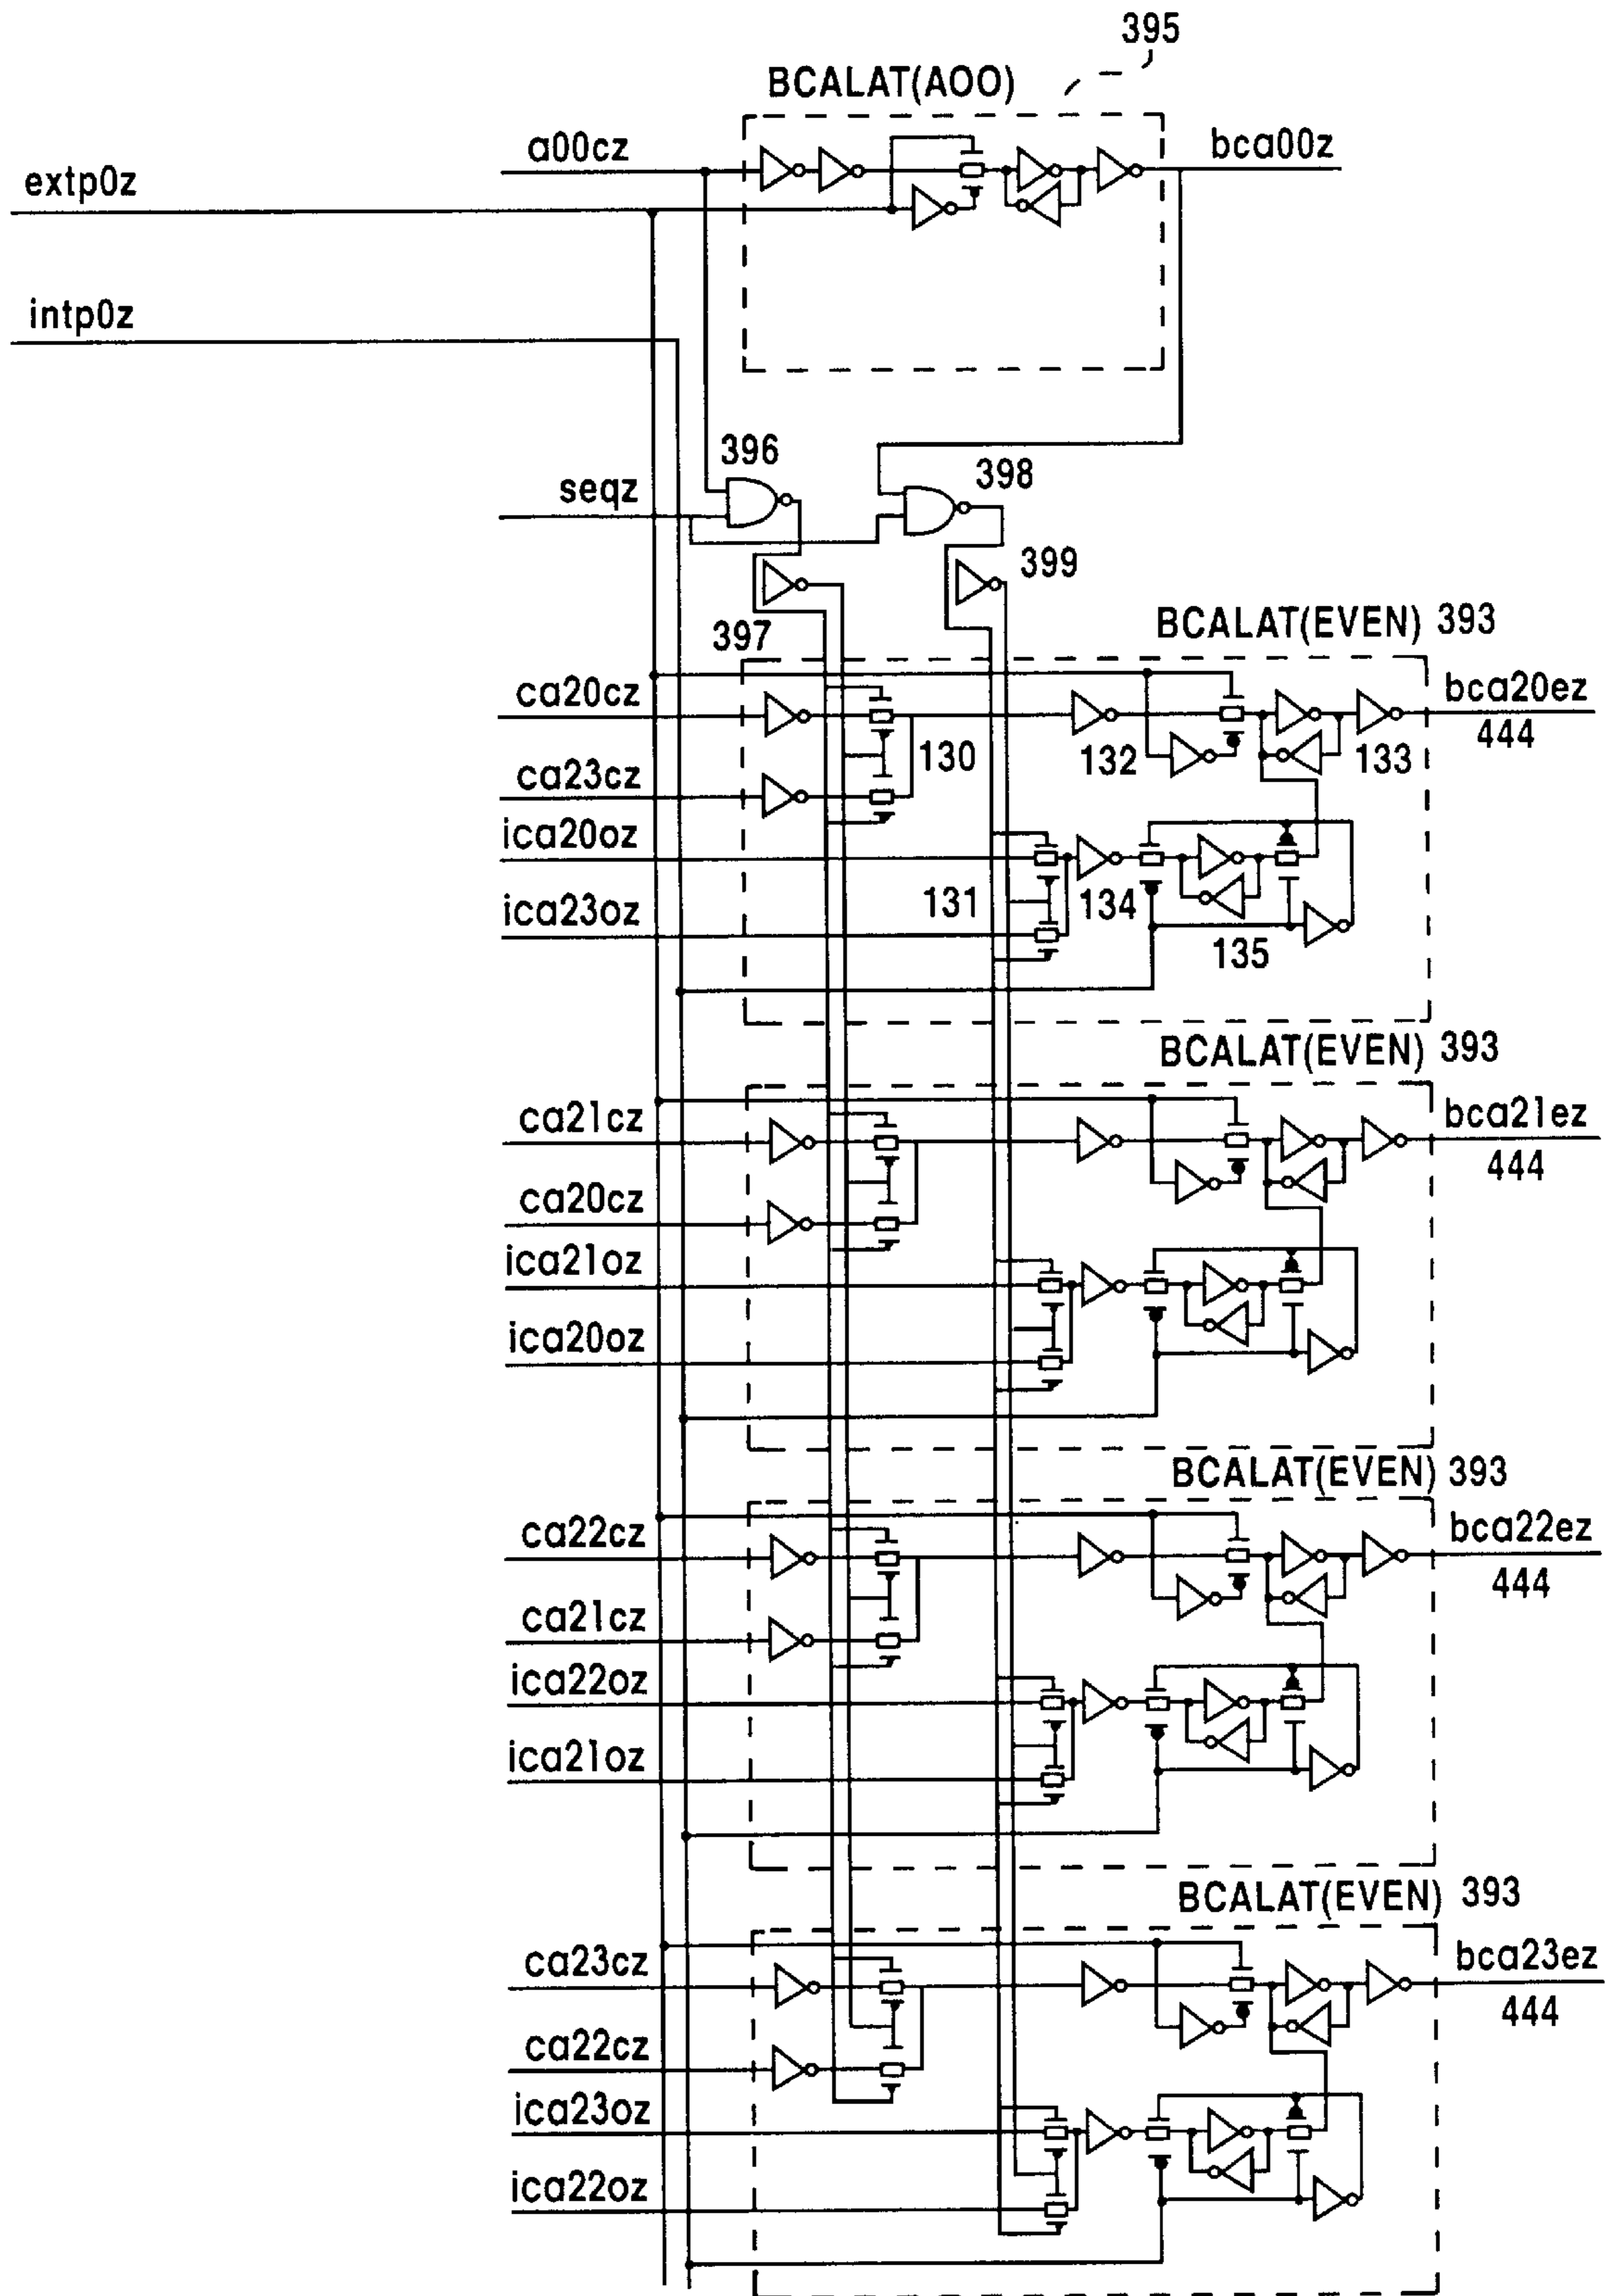 395
BCALAT(AOO)
a00cz
bca00z
extp0z
intp0z
396
398
seqz
399
397
BCALAT(EVEN) 393
ca20cz
bca20ez
444
130
132
133
ca23cz
ica20oz
131
134
ica23oz
135
BCALAT(EVEN) 393
ca21cz
bca21ez
444
ca20cz
ica21oz
ica20oz
BCALAT(EVEN) 393
ca22cz
bca22ez
444
ca21cz
ica22oz
ica21oz
BCALAT(EVEN) 393
ca23cz
bca23ez
444
ca22cz
ica23oz
ica22oz